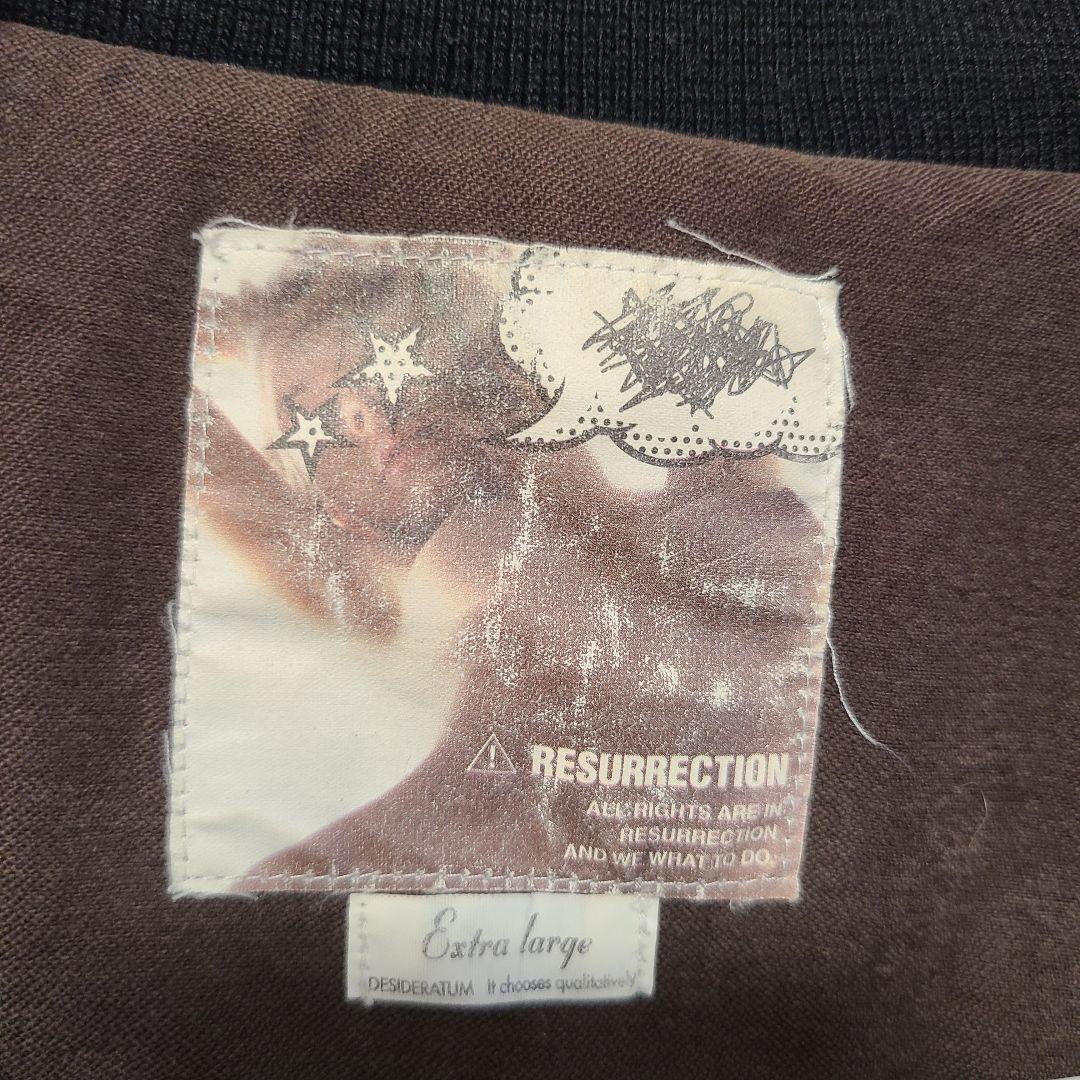 RESURRECTION
ALL RIGHTS ARE IN
RESURRECTION
AND WE WHAT TO DO.
Extra large
DESIDERATUM It chooses qualitatively